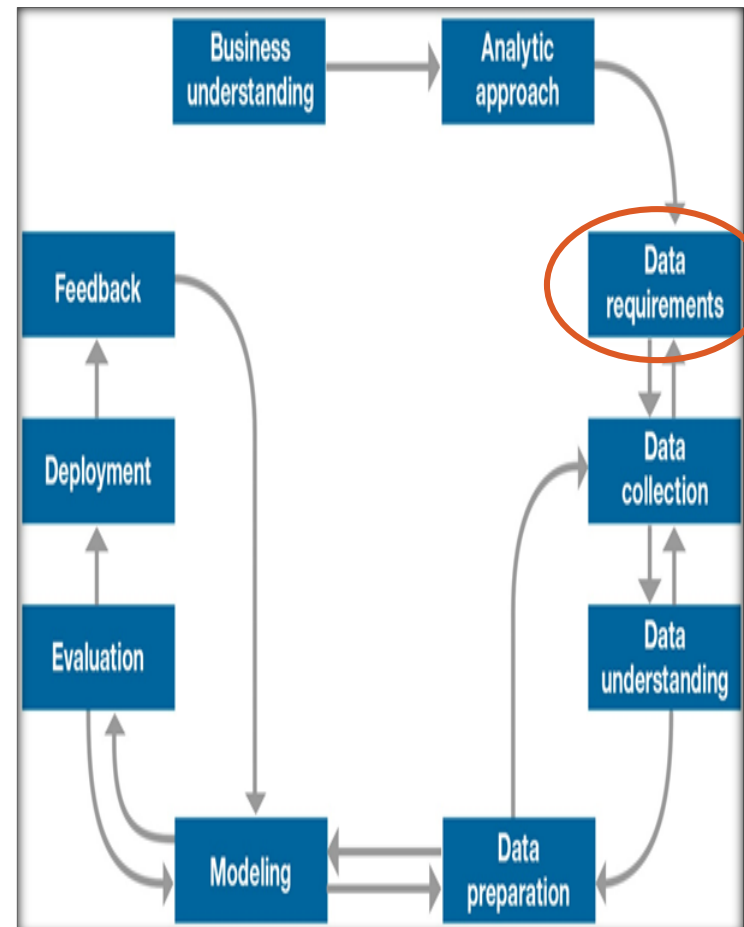 Business
understanding
Analytic
approach
Data
requirements
Data
collection
Data
understanding
Data
preparation
Modeling
Evaluation
Deployment
Feedback